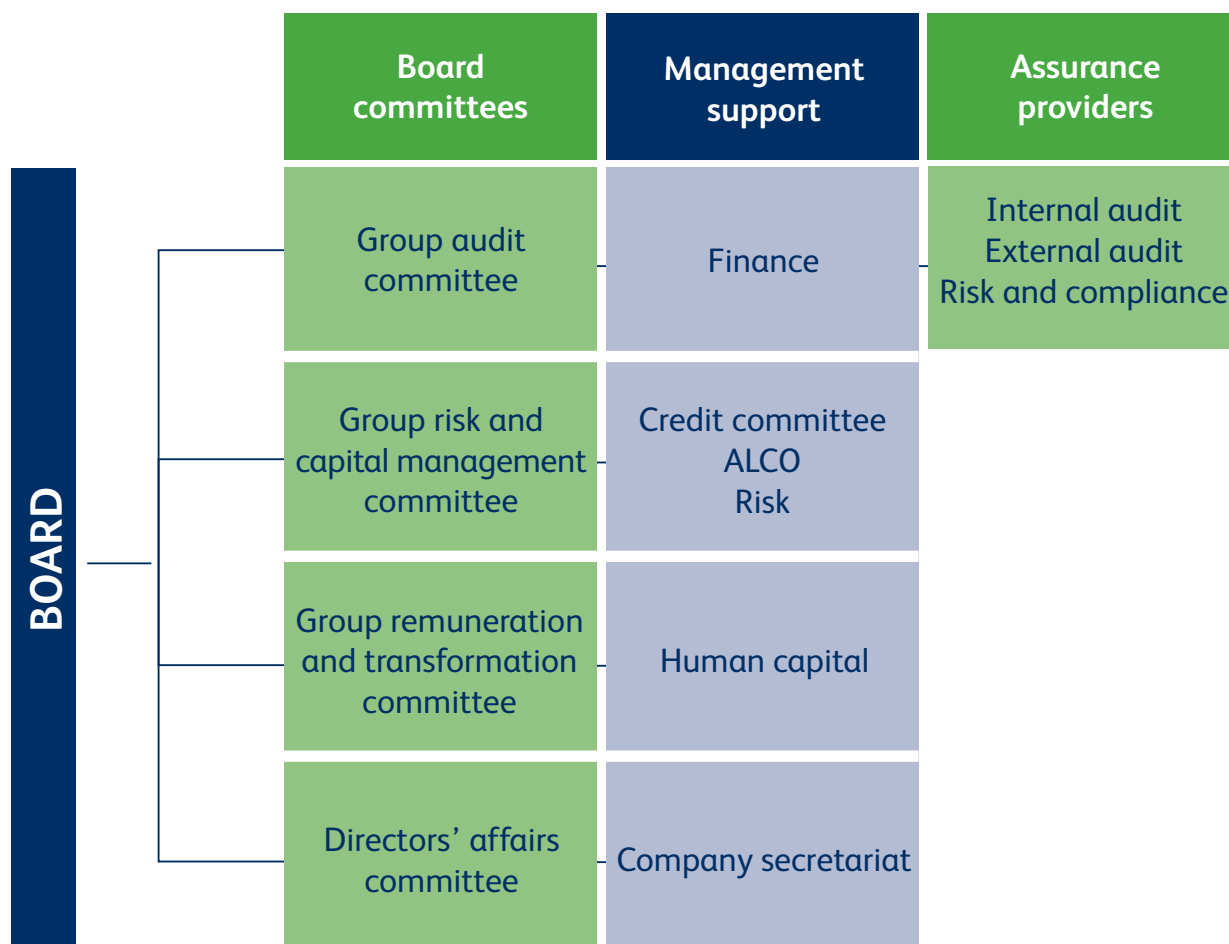 Board
committees
Management
support
Assurance
providers
BOARD
Group audit
committee
Finance
Internal audit
External audit
Risk and compliance
Group risk and
capital management
committee
Credit committee
ALCO
Risk
Group remuneration
and transformation
committee
Human capital
Directors’ affairs
committee
Company secretariat